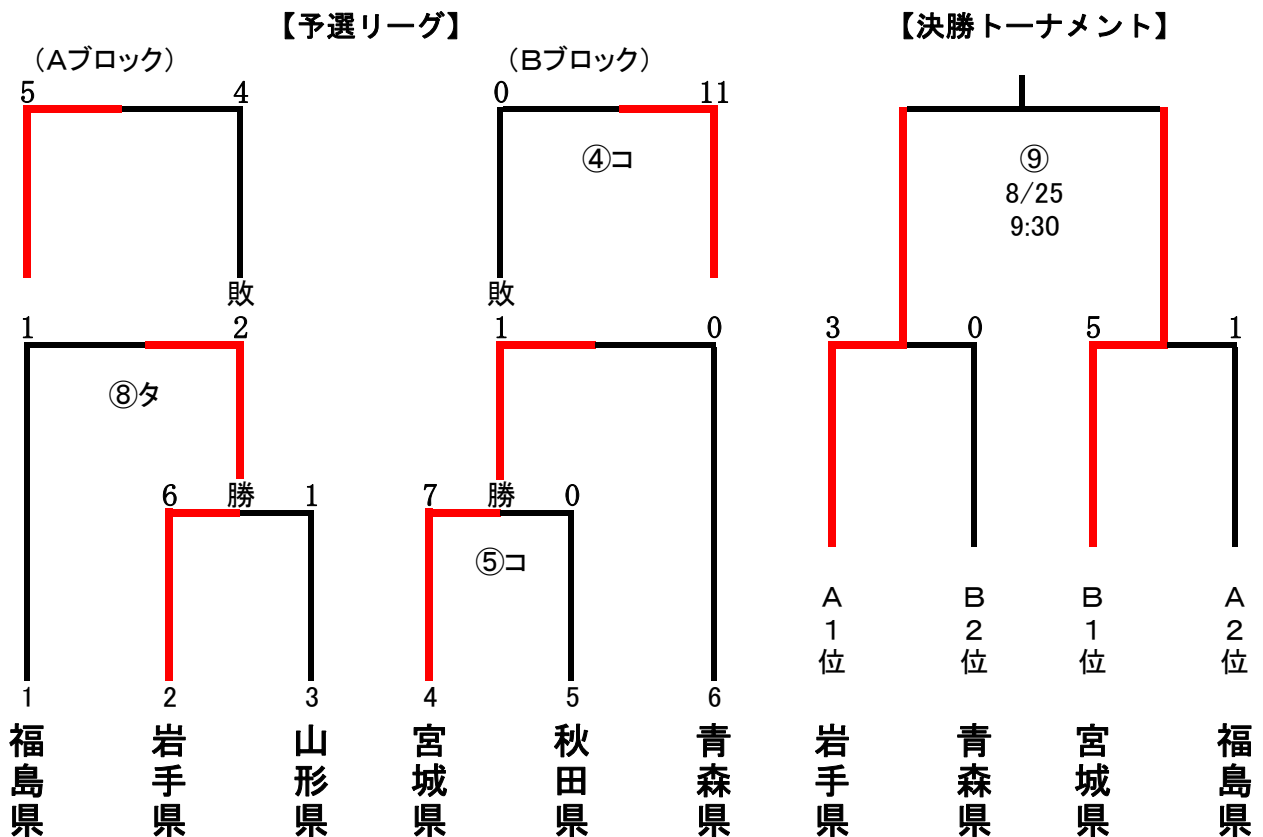 【予選リーグ】
【決勝トーナメント】
（Aブロック）
（Bブロック）
5 4
0 11
④コ
⑨
8/25
9:30
敗
敗
1 2
1 0
3 0
5 1
⑧タ
6 勝 1
7 勝 0
⑤コ
A1位
B2位
B1位
A2位
1
2
3
4
5
6
福島県
岩手県
山形県
宮城県
秋田県
青森県
岩手県
青森県
宮城県
福島県